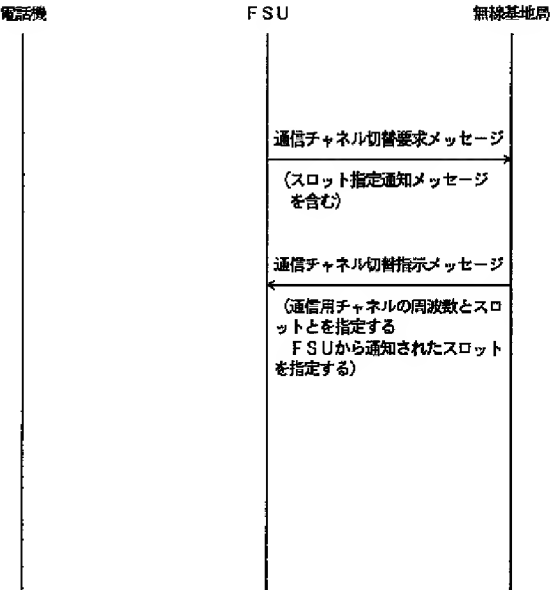 電話機
FSU
無線基地局
通信チャネル切替要求メッセージ
(スロット指定通知メッセージ
を含む)
通信チャネル切替指示メッセージ
(通信用チャネルの周波数とスロ
ットとを指定する
FSUから通知されたスロット
を指定する)